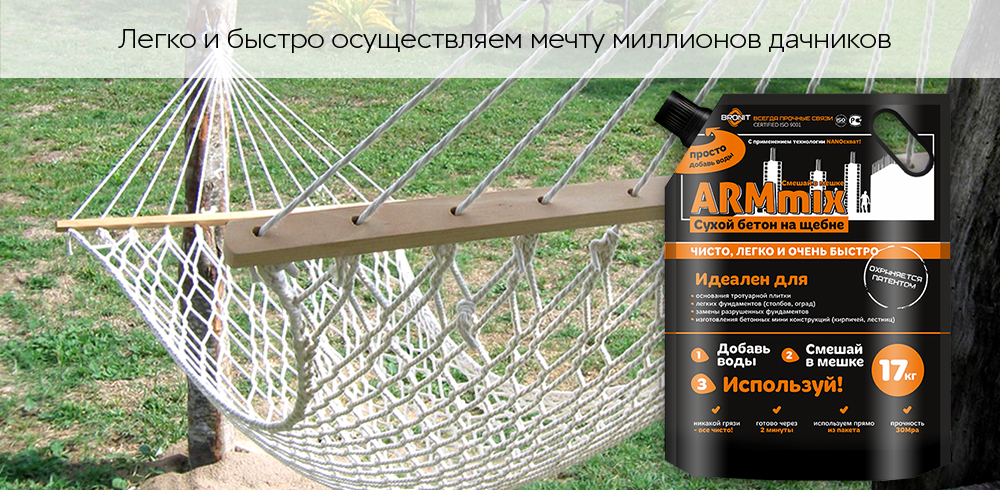 Легко и быстро осуществляем мечту миллионов дачников
BRONIT
ВСЕГДА ПРОЧНЫЕ СВЯЗИ
CERTIFIED ISO 9001
ISO
С применением технологии NANOсхват!
просто
добавь воды
Смешай в мешке
ARMmix
Сухой бетон на щебне
ЧИСТО, ЛЕГКО И ОЧЕНЬ БЫСТРО
ОХРАНЯЕТСЯ
ПАТЕНТОМ
Идеален для
• основания тротуарной плитки
• легких фундаментов (столбов, оград)
• замены разрушенных фундаментов
• изготовления бетонных мини конструкций (кирпичей, лестниц)
1 Добавь воды
2 Смешай в мешке
3 Используй!
17кг
никакой грязи
- все чисто!
готово через
2 минуты
используем прямо
из пакета
прочность
30Мра